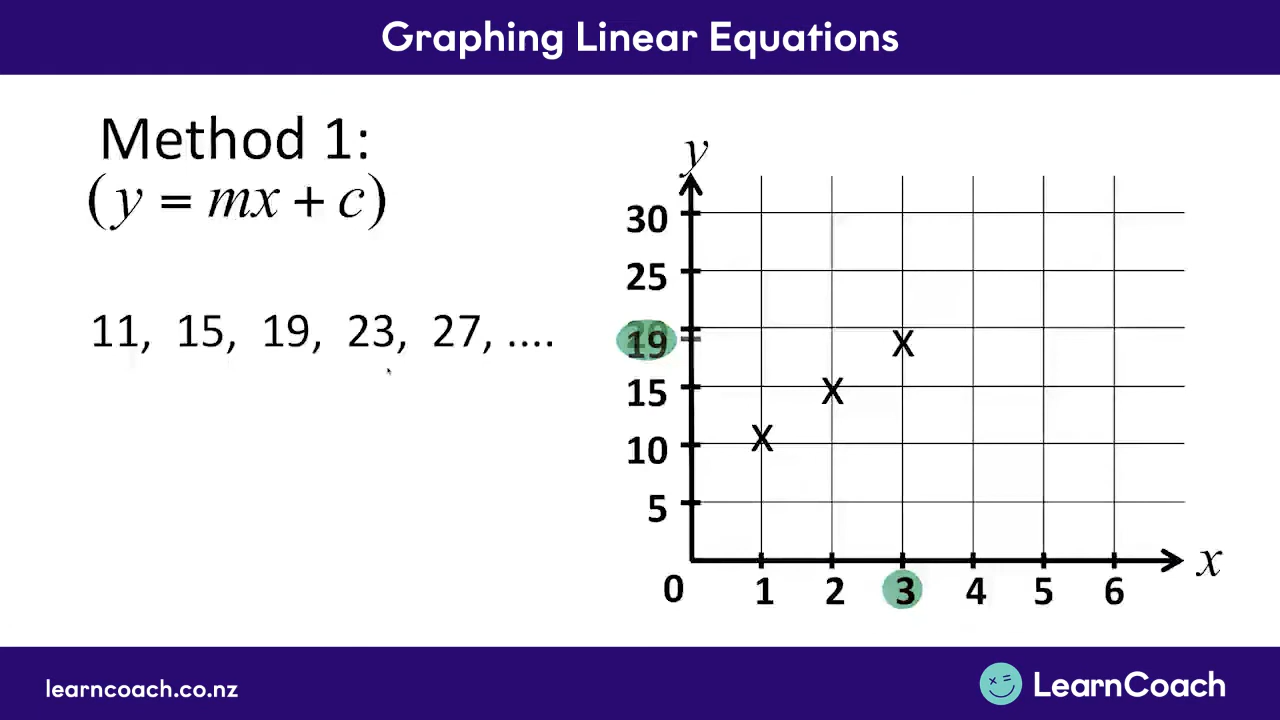 Graphing Linear Equations
Method 1:
(y = mx + c)
11, 15, 19, 23, 27, ....
y
30
25
19
15
10
5
0 1 2 3 4 5 6
x
X
X
X
learncoach.co.nz
LearnCoach